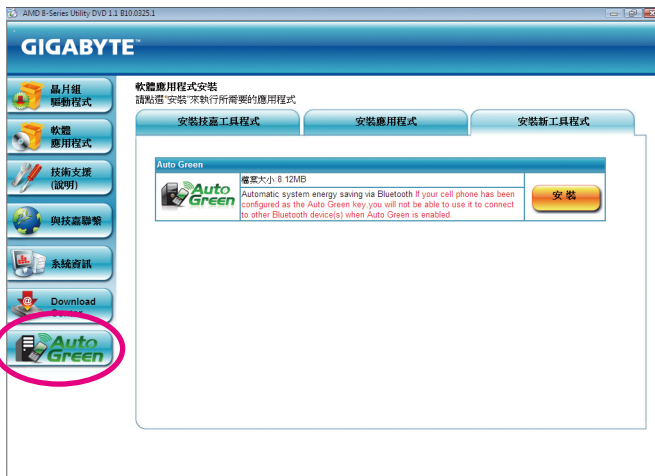 AMD 8-Series Utility DVD 1.1 B10.0325.1
GIGABYTE™
晶片組
驅動程式
軟體
應用程式
技術支援
(說明)
與技嘉聯繫
系統資訊
Download
Center
Auto
Green
軟體應用程式安裝
請點選"安裝"來執行所需要的應用程式
安裝技嘉工具程式
安裝應用程式
安裝新工具程式
Auto Green
Auto
Green
檔案大小:8.12MB
Automatic system energy saving via Bluetooth If your cell phone has been
configured as the Auto Green key,you will not be able to use it to connect
to other Bluetooth device(s) when Auto Green is enabled.
安裝